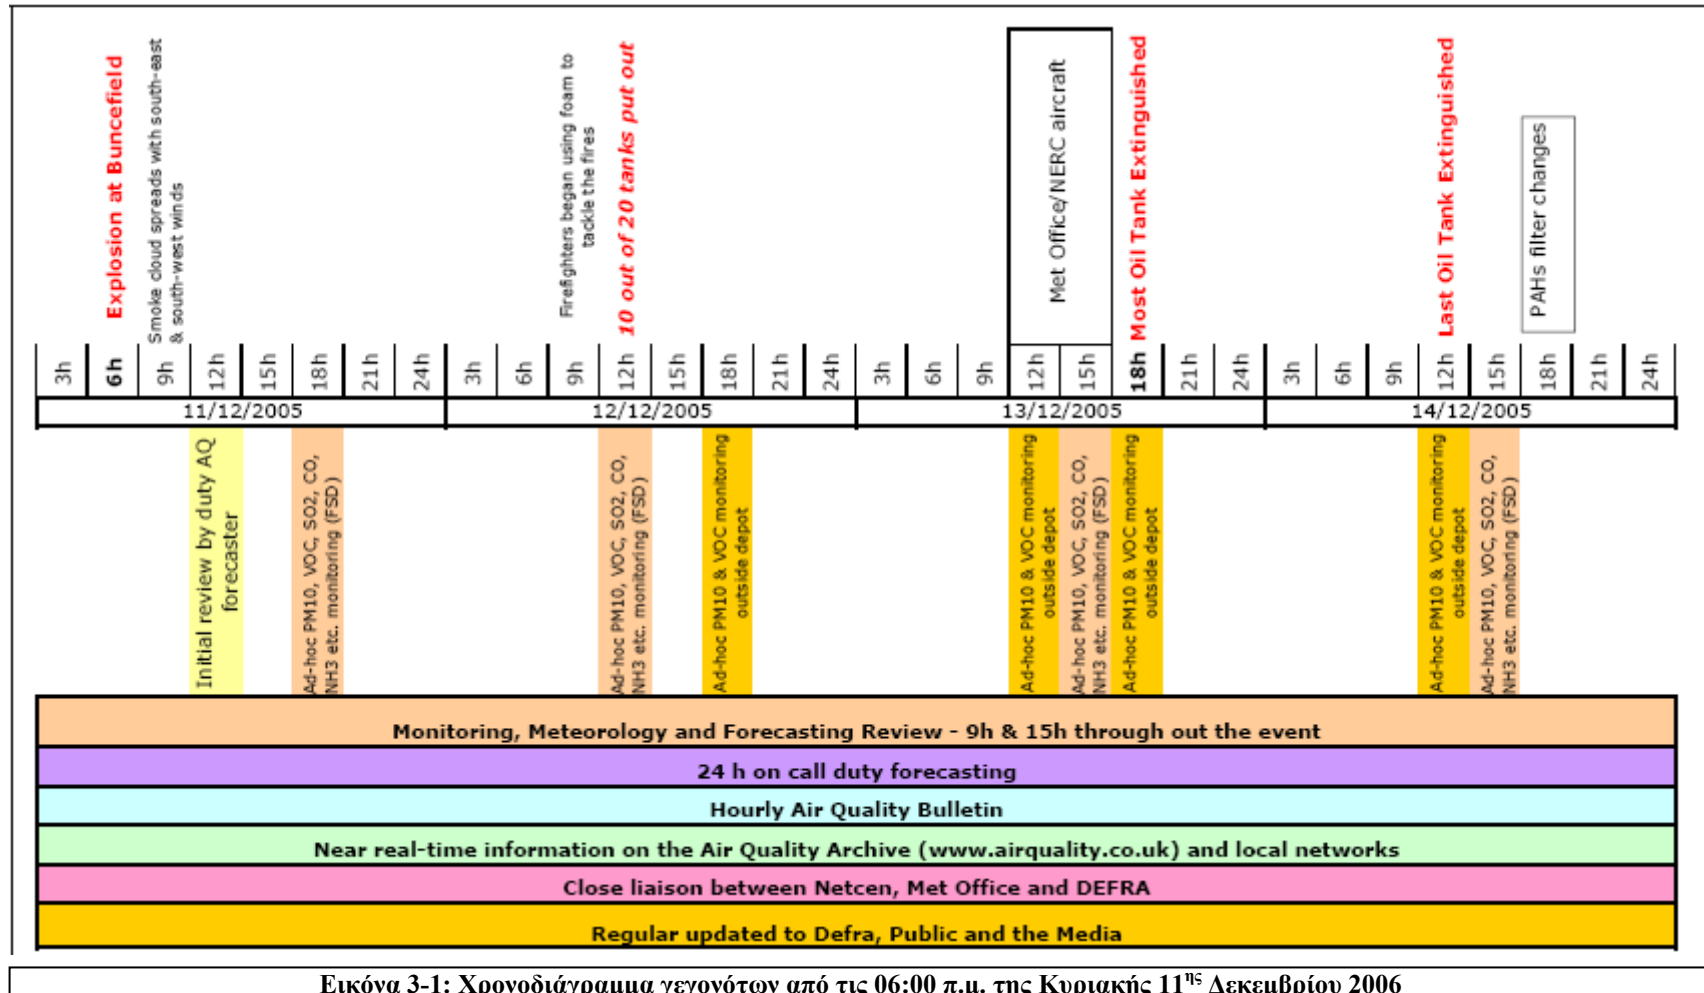 Explosion at Buncefield
Smoke cloud spreads with south-east
& south-west winds
Firefighters began using foam to
tackle the fires
10 out of 20 tanks put out
Met Office/NERC aircraft
Most Oil Tank Extinguished
Last Oil Tank Extinguished
PAHs filter changes
3h 6h 9h 12h 15h 18h 21h 24h 3h 6h 9h 12h 15h 18h 21h 24h 3h 6h 9h 12h 15h 18h 21h 24h 3h 6h 9h 12h 15h 18h 21h 24h
11/12/2005 12/12/2005 13/12/2005 14/12/2005
Initial review by duty AQ
forecaster
Ad-hoc PM10, VOC, SO2, CO,
NH3 etc. monitoring (FSD)
Ad-hoc PM10, VOC, SO2, CO,
NH3 etc. monitoring (FSD)
Ad-hoc PM10 & VOC monitoring
outside depot
Ad-hoc PM10 & VOC monitoring
outside depot
Ad-hoc PM10, VOC, SO2, CO,
NH3 etc. monitoring (FSD)
Ad-hoc PM10 & VOC monitoring
outside depot
Ad-hoc PM10 & VOC monitoring
outside depot
Ad-hoc PM10, VOC, SO2, CO,
NH3 etc. monitoring (FSD)
Monitoring, Meteorology and Forecasting Review - 9h & 15h through out the event
24 h on call duty forecasting
Hourly Air Quality Bulletin
Near real-time information on the Air Quality Archive (www.airquality.co.uk) and local networks
Close liaison between Netcen, Met Office and DEFRA
Regular updated to Defra, Public and the Media
Εικόνα 3-1: Χρονοδιάγραμμα γεγονότων από τις 06:00 π.μ. της Κυριακής 11ης Δεκεμβρίου 2006